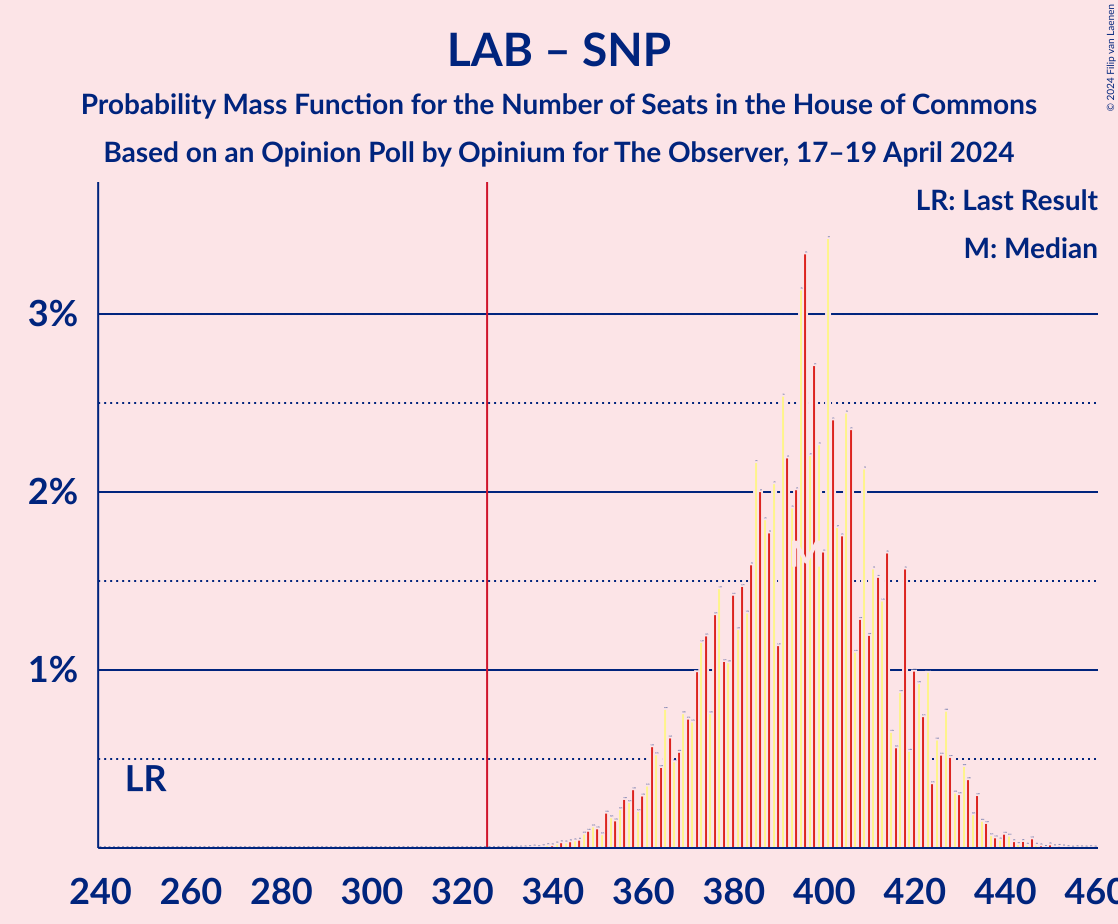 LAB – SNP
Probability Mass Function for the Number of Seats in the House of Commons
Based on an Opinion Poll by Opinium for The Observer, 17–19 April 2024
© 2024 Filip van Laenen
LR: Last Result
M: Median
3%
2%
1%
LR
240 260 280 300 320 340 360 380 400 420 440 460